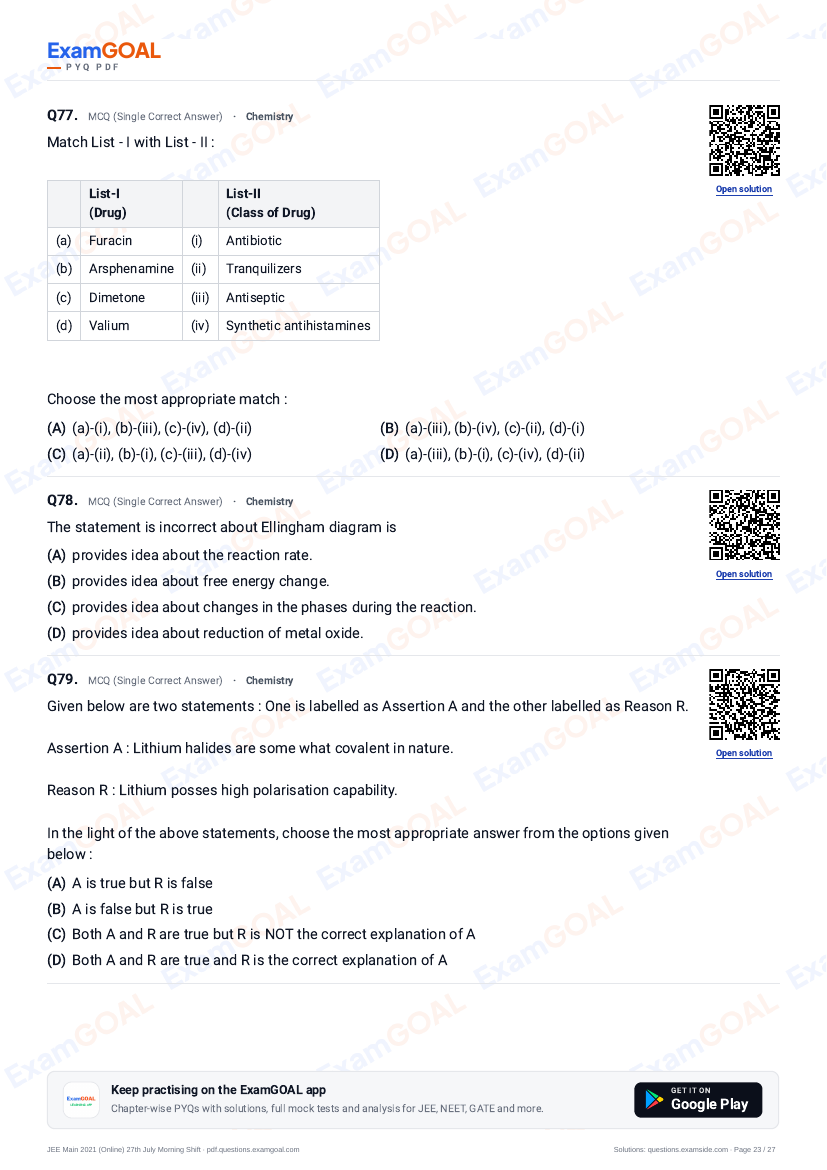 ExamGOAL
PYQ PDF
Q77. MCQ (Single Correct Answer) · Chemistry
Match List - I with List - II :
Open solution
List-I (Drug) List-II (Class of Drug)
(a) Furacin (i) Antibiotic
(b) Arsphenamine (ii) Tranquilizers
(c) Dimetone (iii) Antiseptic
(d) Valium (iv) Synthetic antihistamines
Choose the most appropriate match :
(A) (a)-(i), (b)-(iii), (c)-(iv), (d)-(ii) (B) (a)-(iii), (b)-(iv), (c)-(ii), (d)-(i)
(C) (a)-(ii), (b)-(i), (c)-(iii), (d)-(iv) (D) (a)-(iii), (b)-(i), (c)-(iv), (d)-(ii)
Q78. MCQ (Single Correct Answer) · Chemistry
The statement is incorrect about Ellingham diagram is
(A) provides idea about the reaction rate.
(B) provides idea about free energy change.
Open solution
(C) provides idea about changes in the phases during the reaction.
(D) provides idea about reduction of metal oxide.
Q79. MCQ (Single Correct Answer) · Chemistry
Given below are two statements : One is labelled as Assertion A and the other labelled as Reason R.
Assertion A : Lithium halides are some what covalent in nature.
Open solution
Reason R : Lithium posses high polarisation capability.
In the light of the above statements, choose the most appropriate answer from the options given
below :
(A) A is true but R is false
(B) A is false but R is true
(C) Both A and R are true but R is NOT the correct explanation of A
(D) Both A and R are true and R is the correct explanation of A
Keep practising on the ExamGOAL app
Chapter-wise PYQs with solutions, full mock tests and analysis for JEE, NEET, GATE and more.
GET IT ON
Google Play
JEE Main 2021 (Online) 27th July Morning Shift · pdf.questions.examgoal.com Solutions: questions.examside.com · Page 23 / 27